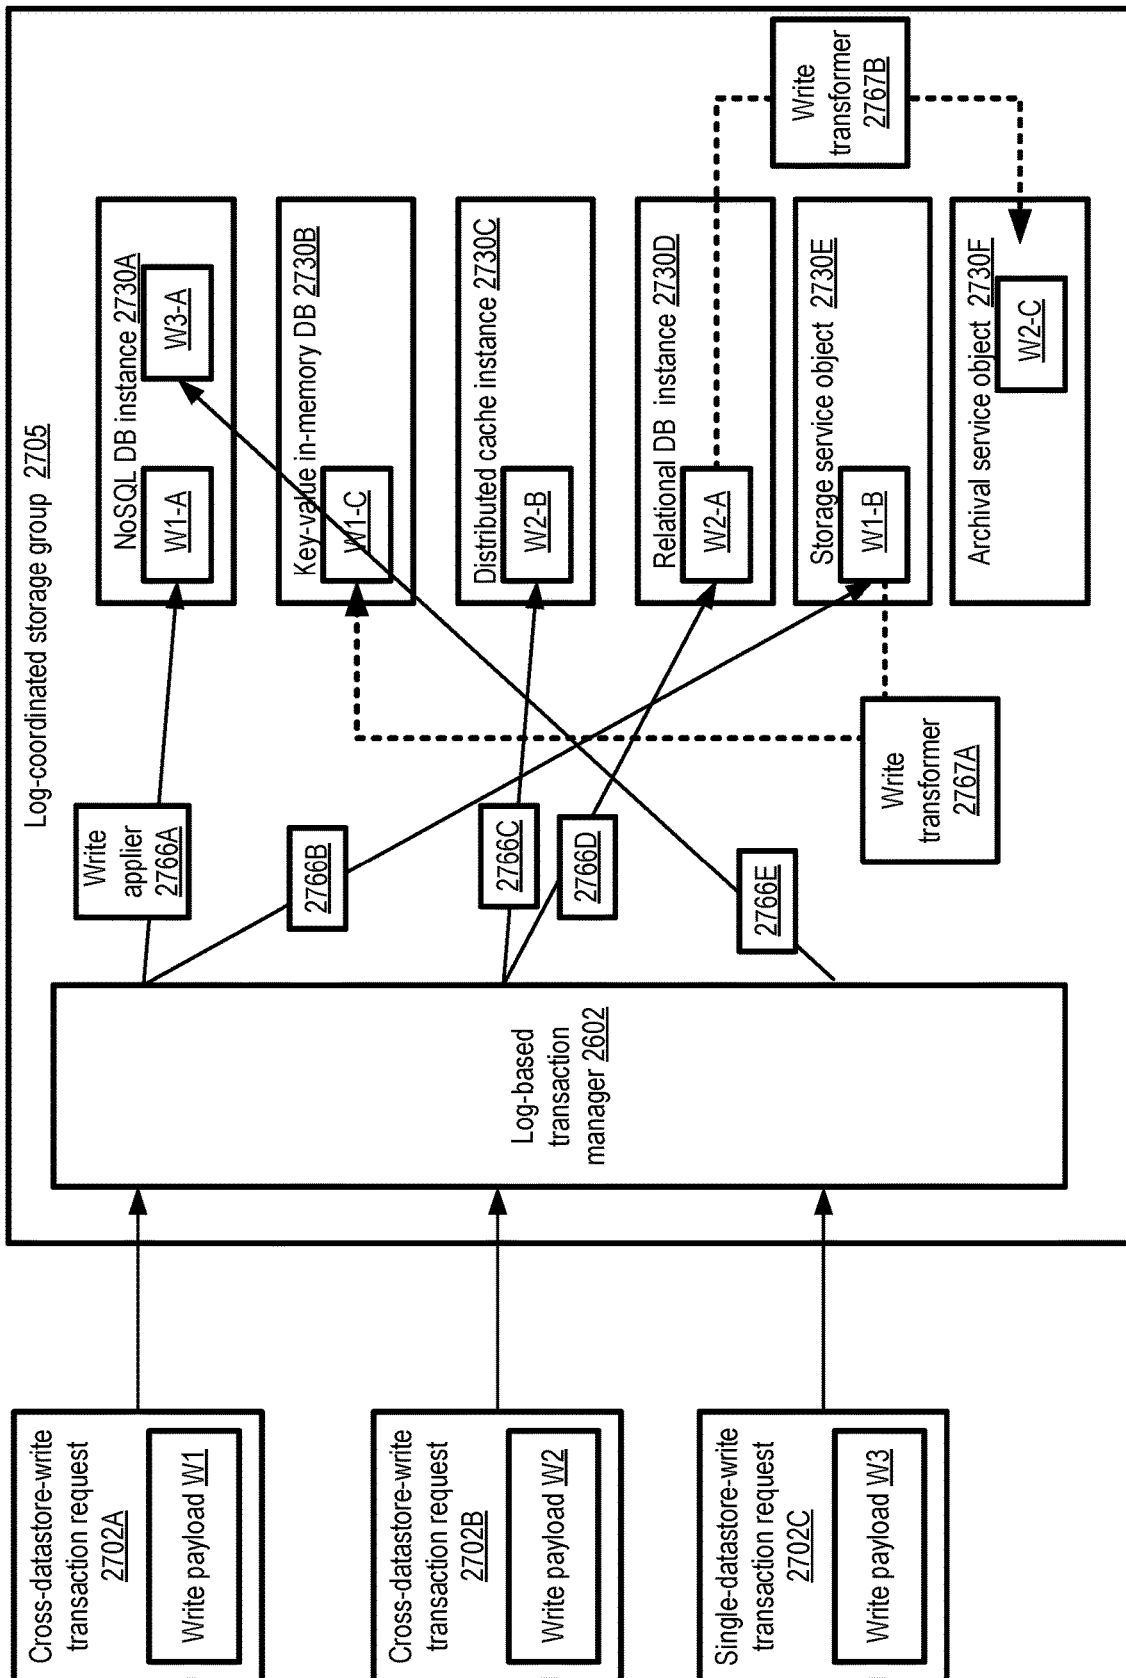 Log-coordinated storage group 2705
Cross-datastore-write
transaction request
2702A
Write payload W1
Cross-datastore-write
transaction request
2702B
Write payload W2
Single-datastore-write
transaction request
2702C
Write payload W3
Log-based
transaction
manager 2602
Write
applier
2766A
2766B
2766C
2766D
2766E
Write
transformer
2767A
NoSQL DB instance 2730A
W1-A
W3-A
Key-value in-memory DB 2730B
W1-C
Distributed cache instance 2730C
W2-B
Relational DB instance 2730D
W2-A
Storage service object 2730E
W1-B
Archival service object 2730F
W2-C
Write
transformer
2767B